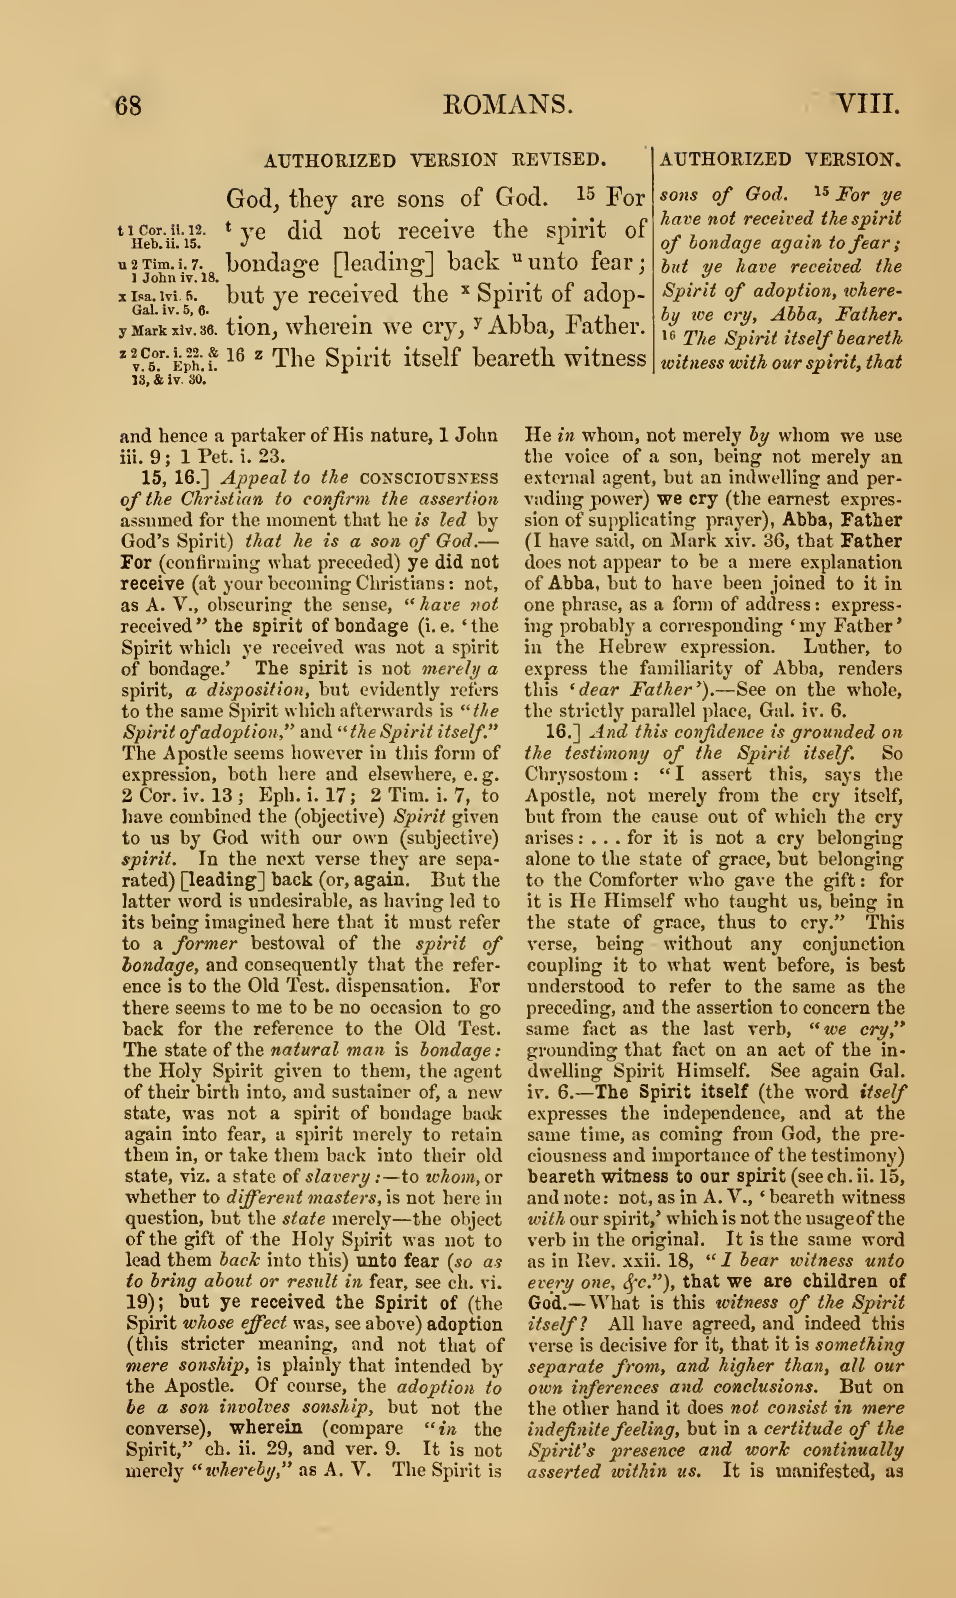 68
ROMANS.
VIII.
AUTHORIZED VERSION REVISED.
God, they are sons of God. 15 For
t ye did not receive the spirit of
bondage [leading] back u unto fear;
but ye received the x Spirit of adop-
tion, wherein we cry, y Abba, Father.
16 z The Spirit itself beareth witness
t 1 Cor. ii. 12.
Heb. ii. 15.
u 2 Tim. i. 7.
1 John iv. 18.
x Isa. lvi. 5.
Gal. iv. 5, 6.
y Mark xiv. 36.
z 2 Cor. i. 22. &
v. 5. Eph. i.
13, & iv. 30.
AUTHORIZED VERSION.
sons of God. 15 For ye
have not received the spirit
of bondage again to fear;
but ye have received the
Spirit of adoption, where-
by we cry, Abba, Father.
16 The Spirit itself beareth
witness with our spirit, that
and hence a partaker of His nature, 1 John
iii. 9; 1 Pet. i. 23.
15, 16.] Appeal to the CONSCIOUSNESS
of the Christian to confirm the assertion
assumed for the moment that he is led by
God's Spirit) that he is a son of God.—
For (confirming what preceded) ye did not
receive (at your becoming Christians: not,
as A. V., obscuring the sense, "have not
received" the spirit of bondage (i. e. 'the
Spirit which ye received was not a spirit
of bondage.' The spirit is not merely a
spirit, a disposition, but evidently refers
to the same Spirit which afterwards is "the
Spirit of adoption," and "the Spirit itself."
The Apostle seems however in this form of
expression, both here and elsewhere, e. g.
2 Cor. iv. 13; Eph. i. 17; 2 Tim. i. 7, to
have combined the (objective) Spirit given
to us by God with our own (subjective)
spirit. In the next verse they are sepa-
rated) [leading] back (or, again. But the
latter word is undesirable, as having led to
its being imagined here that it must refer
to a former bestowal of the spirit of
bondage, and consequently that the refer-
ence is to the Old Test. dispensation. For
there seems to me to be no occasion to go
back for the reference to the Old Test.
The state of the natural man is bondage:
the Holy Spirit given to them, the agent
of their birth into, and sustainer of, a new
state, was not a spirit of bondage back
again into fear, a spirit merely to retain
them in, or take them back into their old
state, viz. a state of slavery:—to whom, or
whether to different masters, is not here in
question, but the state merely—the object
of the gift of the Holy Spirit was not to
lead them back into this) unto fear (so as
to bring about or result in fear, see ch. vi.
19); but ye received the Spirit of (the
Spirit whose effect was, see above) adoption
(this stricter meaning, and not that of
mere sonship, is plainly that intended by
the Apostle. Of course, the adoption to
be a son involves sonship, but not the
converse), wherein (compare "in the
Spirit," ch. ii. 29, and ver. 9. It is not
merely "whereby," as A. V. The Spirit is
He in whom, not merely by whom we use
the voice of a son, being not merely an
external agent, but an indwelling and per-
vading power) we cry (the earnest expres-
sion of supplicating prayer), Abba, Father
(I have said, on Mark xiv. 36, that Father
does not appear to be a mere explanation
of Abba, but to have been joined to it in
one phrase, as a form of address: express-
ing probably a corresponding 'my Father'
in the Hebrew expression. Luther, to
express the familiarity of Abba, renders
this 'dear Father').—See on the whole,
the strictly parallel place, Gal. iv. 6.
16.] And this confidence is grounded on
the testimony of the Spirit itself. So
Chrysostom: "I assert this, says the
Apostle, not merely from the cry itself,
but from the cause out of which the cry
arises: . . . for it is not a cry belonging
alone to the state of grace, but belonging
to the Comforter who gave the gift: for
it is He Himself who taught us, being in
the state of grace, thus to cry." This
verse, being without any conjunction
coupling it to what went before, is best
understood to refer to the same as the
preceding, and the assertion to concern the
same fact as the last verb, "we cry,"
grounding that fact on an act of the in-
dwelling Spirit Himself. See again Gal.
iv. 6.—The Spirit itself (the word itself
expresses the independence, and at the
same time, as coming from God, the pre-
ciousness and importance of the testimony)
beareth witness to our spirit (see ch. ii. 15,
and note: not, as in A. V., 'beareth witness
with our spirit,' which is not the usage of the
verb in the original. It is the same word
as in Rev. xxii. 18, "I bear witness unto
every one, &c."), that we are children of
God.—What is this witness of the Spirit
itself? All have agreed, and indeed this
verse is decisive for it, that it is something
separate from, and higher than, all our
own inferences and conclusions. But on
the other hand it does not consist in mere
indefinite feeling, but in a certitude of the
Spirit's presence and work continually
asserted within us. It is manifested, as